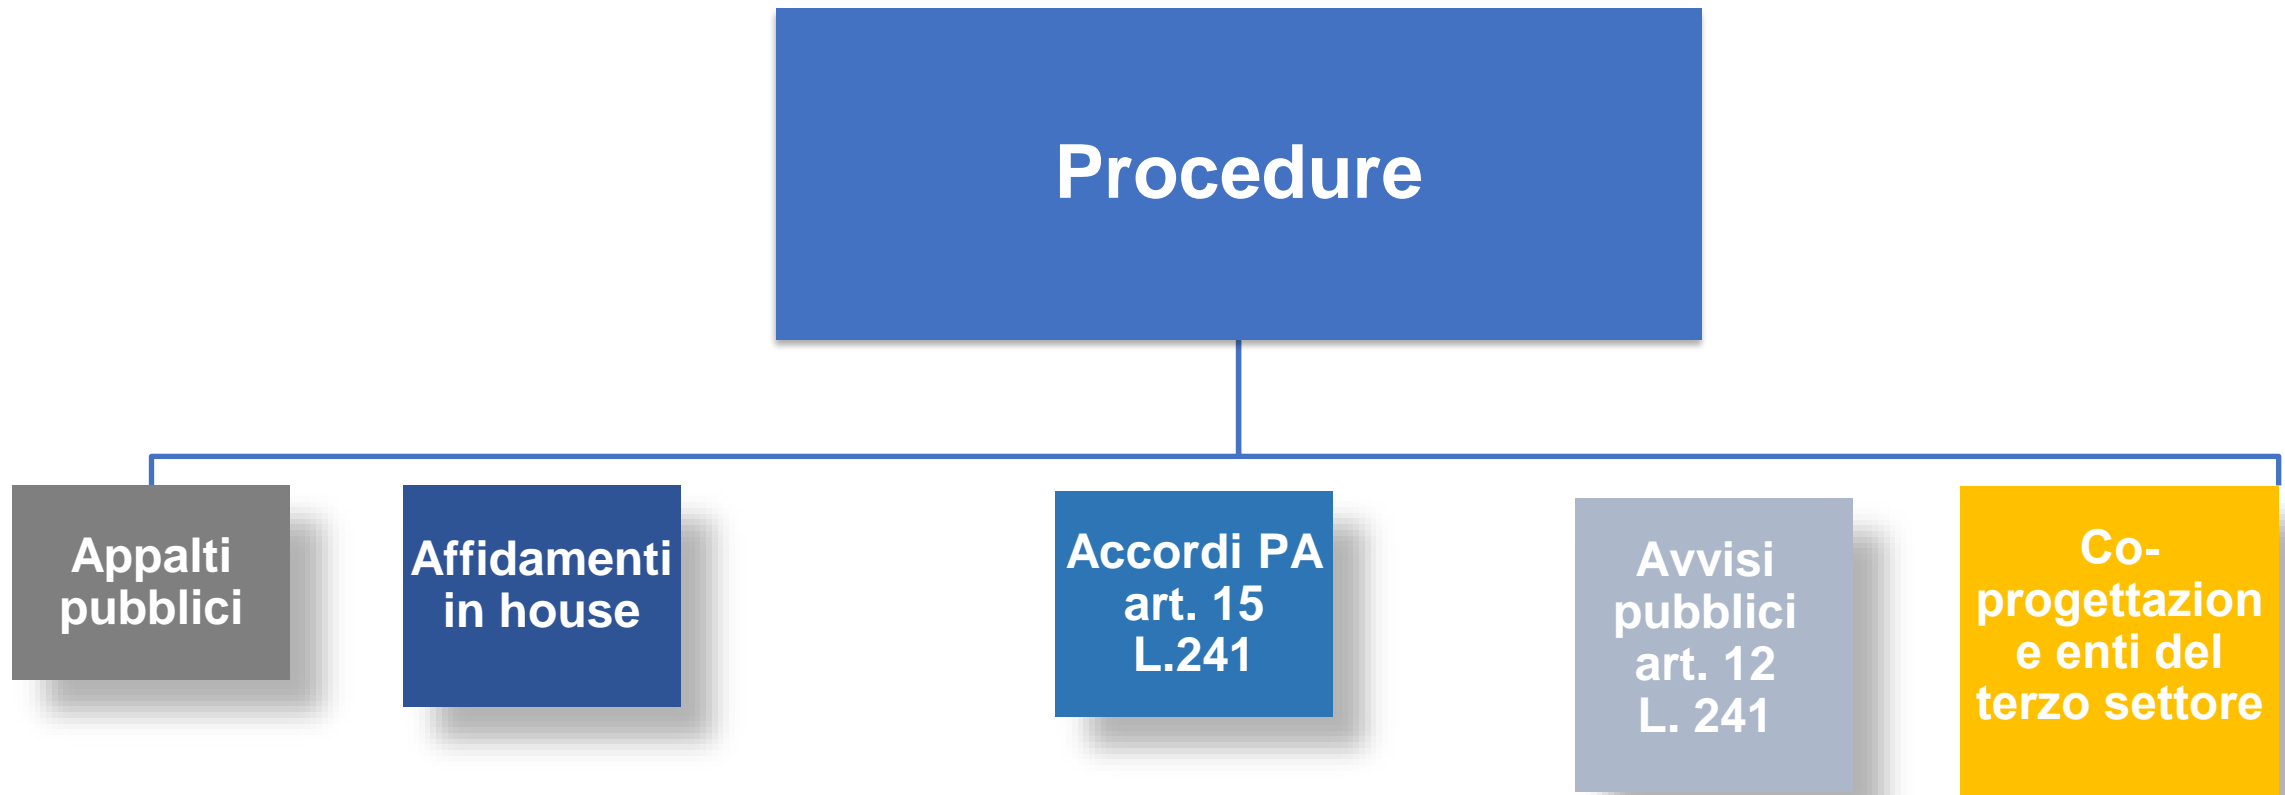 Procedure
Appalti
pubblici
Affidamenti
in house
Accordi PA
art. 15
L.241
Avvisi
pubblici
art. 12
L. 241
Co-
progettazion
e enti del
terzo settore